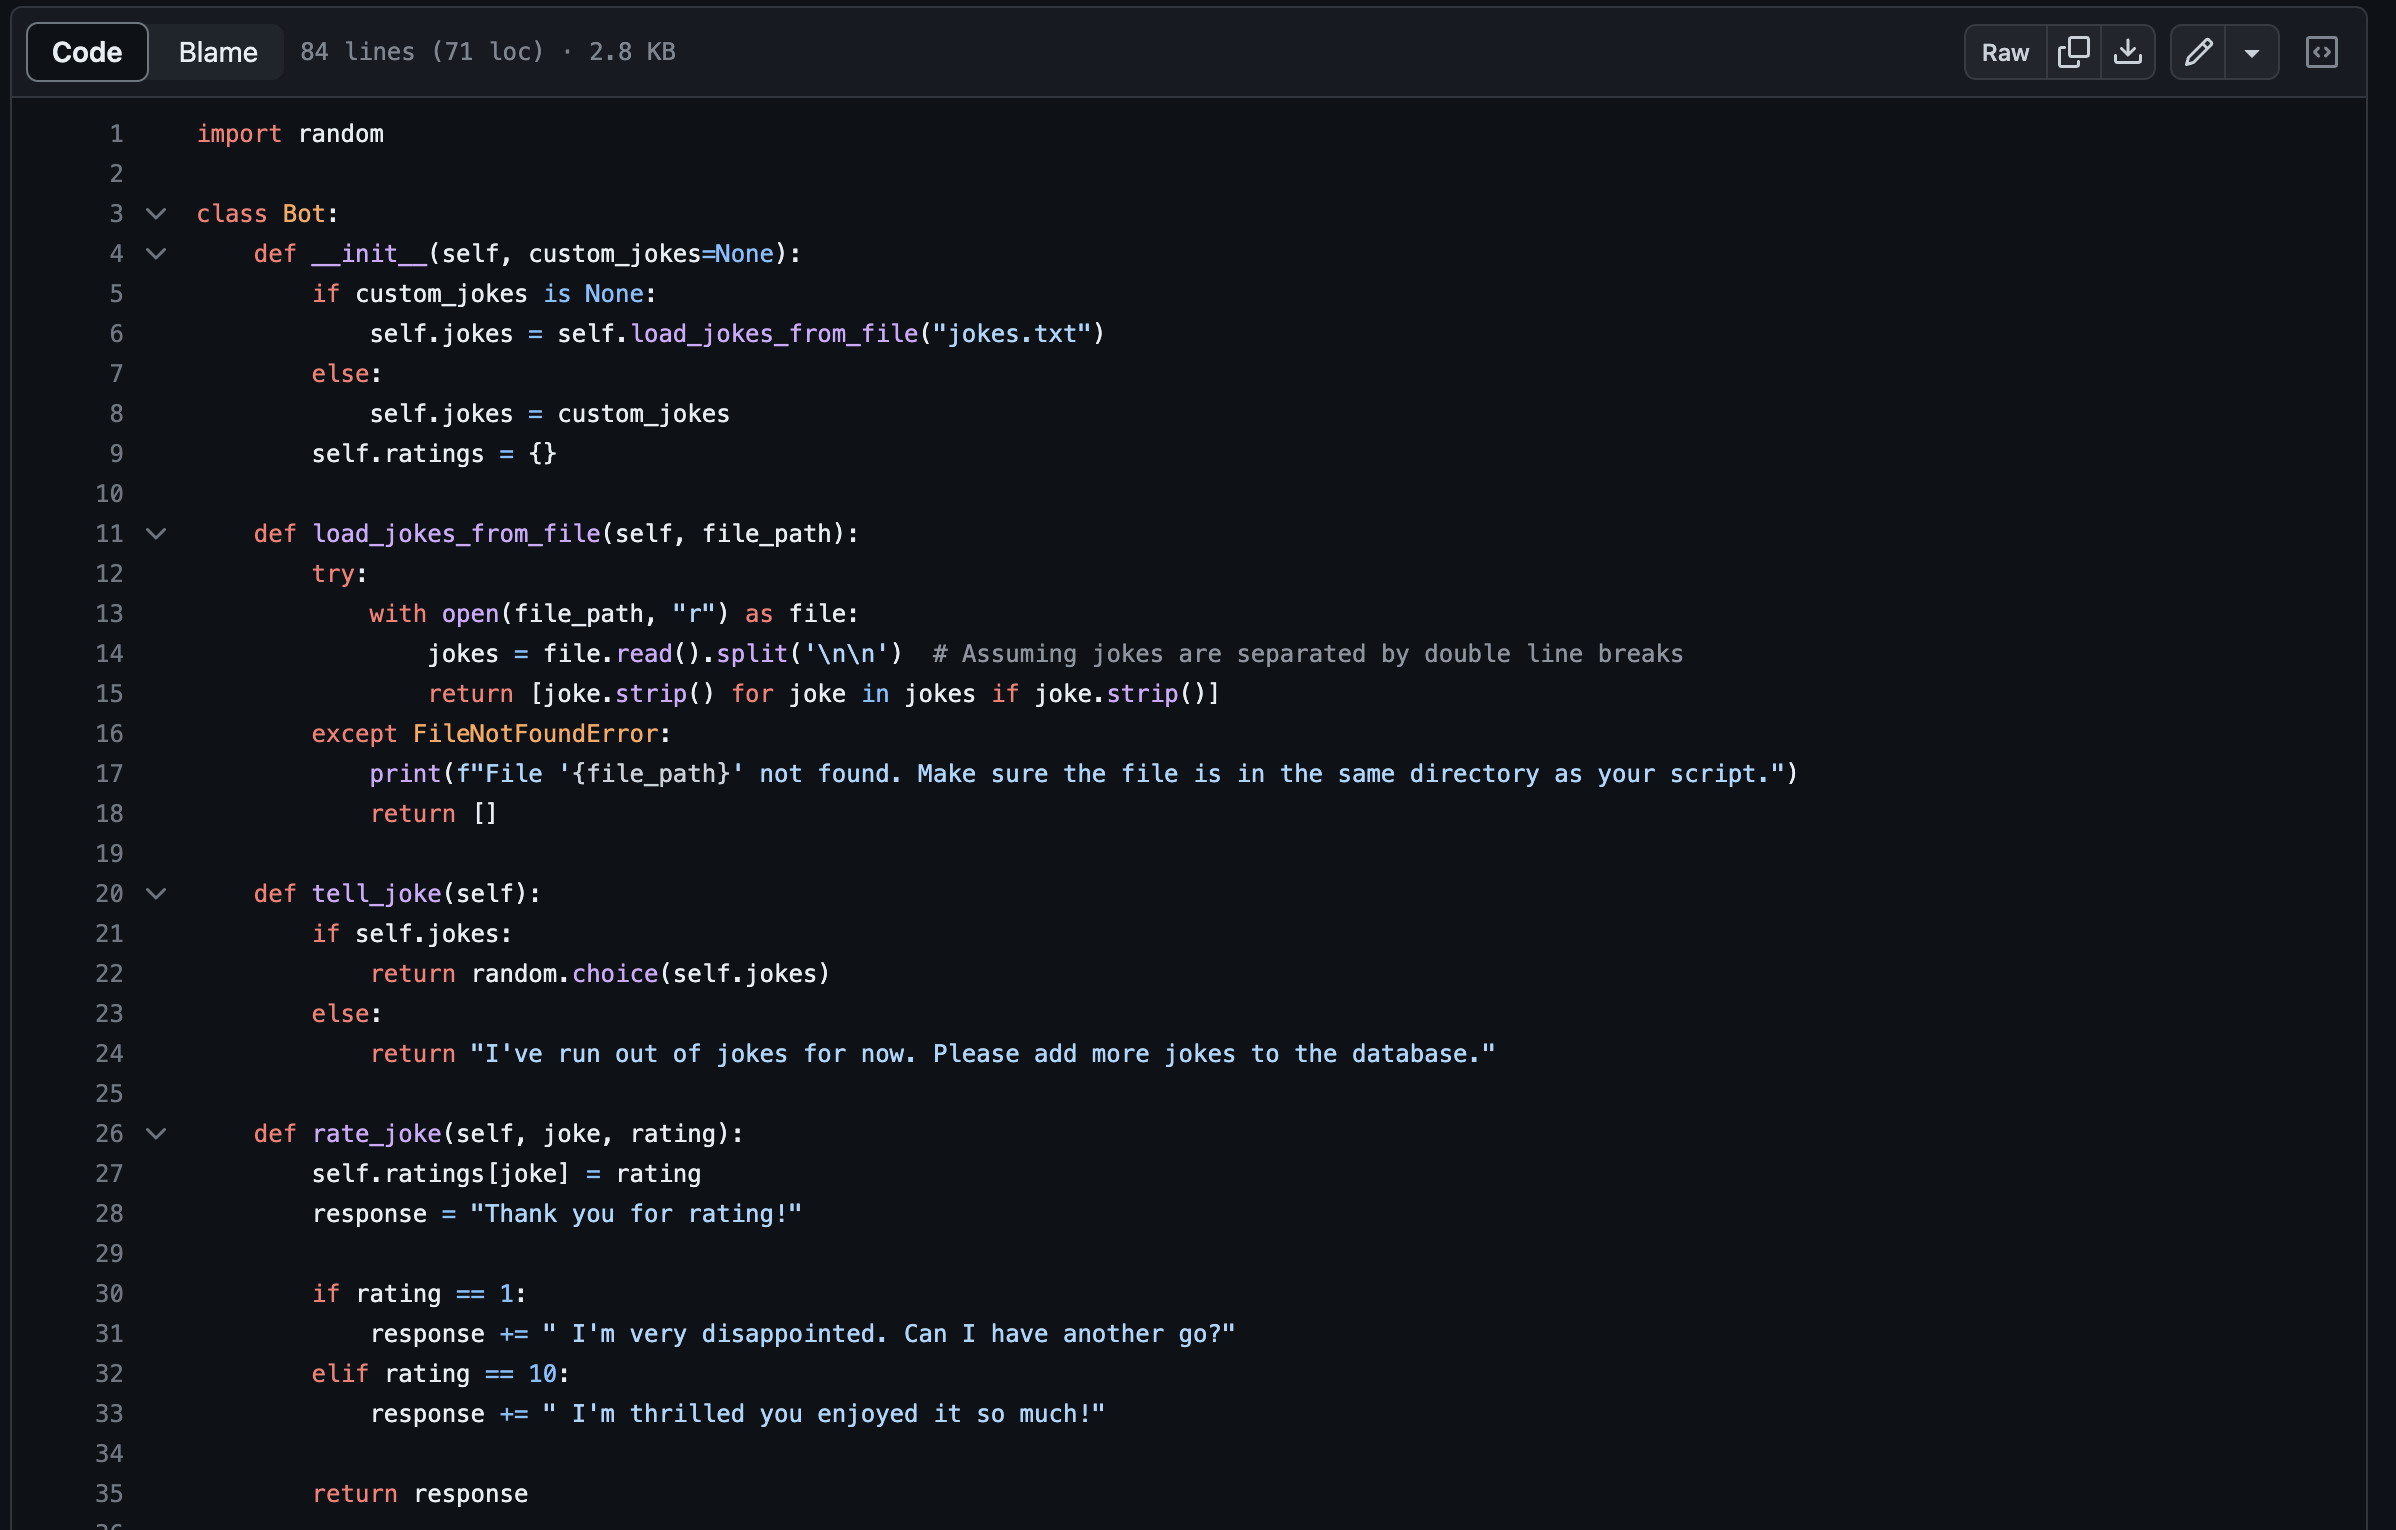 Code Blame 84 lines (71 loc) · 2.8 KB Raw
1 import random
2
3 class Bot:
4     def __init__(self, custom_jokes=None):
5         if custom_jokes is None:
6             self.jokes = self.load_jokes_from_file("jokes.txt")
7         else:
8             self.jokes = custom_jokes
9         self.ratings = {}
10
11     def load_jokes_from_file(self, file_path):
12         try:
13             with open(file_path, "r") as file:
14                 jokes = file.read().split('\n\n')  # Assuming jokes are separated by double line breaks
15                 return [joke.strip() for joke in jokes if joke.strip()]
16         except FileNotFoundError:
17             print(f"File '{file_path}' not found. Make sure the file is in the same directory as your script.")
18             return []
19
20     def tell_joke(self):
21         if self.jokes:
22             return random.choice(self.jokes)
23         else:
24             return "I've run out of jokes for now. Please add more jokes to the database."
25
26     def rate_joke(self, joke, rating):
27         self.ratings[joke] = rating
28         response = "Thank you for rating!"
29
30         if rating == 1:
31             response += " I'm very disappointed. Can I have another go?"
32         elif rating == 10:
33             response += " I'm thrilled you enjoyed it so much!"
34
35         return response